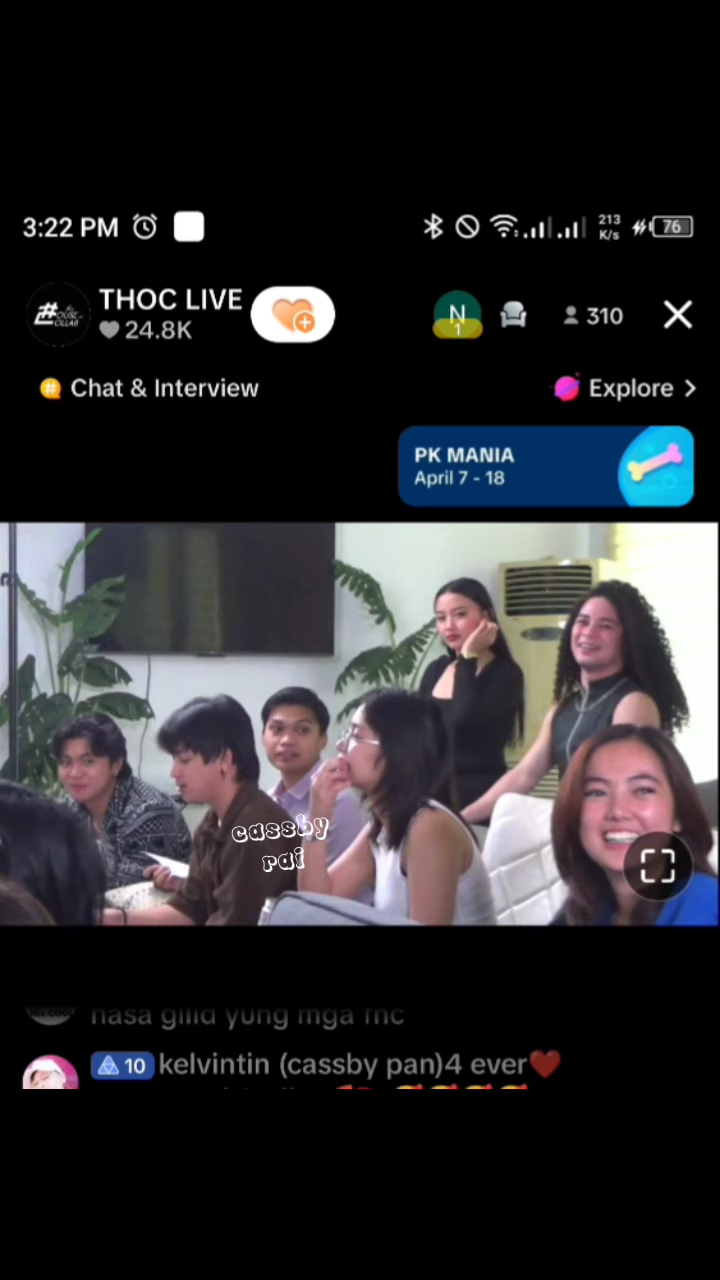 3:22 PM
213
K/s
76
THOC LIVE
24.8K
N
1
310
# Chat & Interview
Explore >
PK MANIA
April 7 - 18
cassby
rai
nasa gilid yung mga fhc
10 kelvintin (cassby pan)4 ever❤️